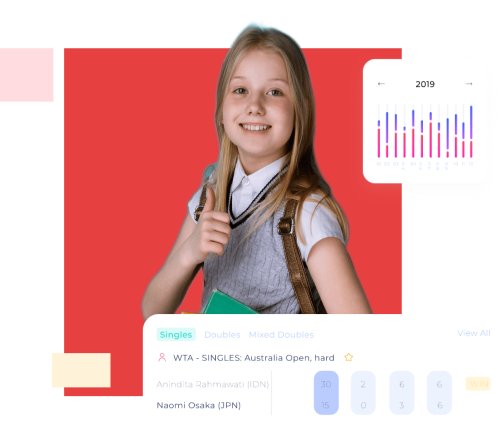 ← 2019 →
Singles Doubles Mixed Doubles View All
WTA - SINGLES: Australia Open, hard
Anindita Rahmawati (IDN) 30 2 6 6 WIN
Naomi Osaka (JPN) 15 0 3 6